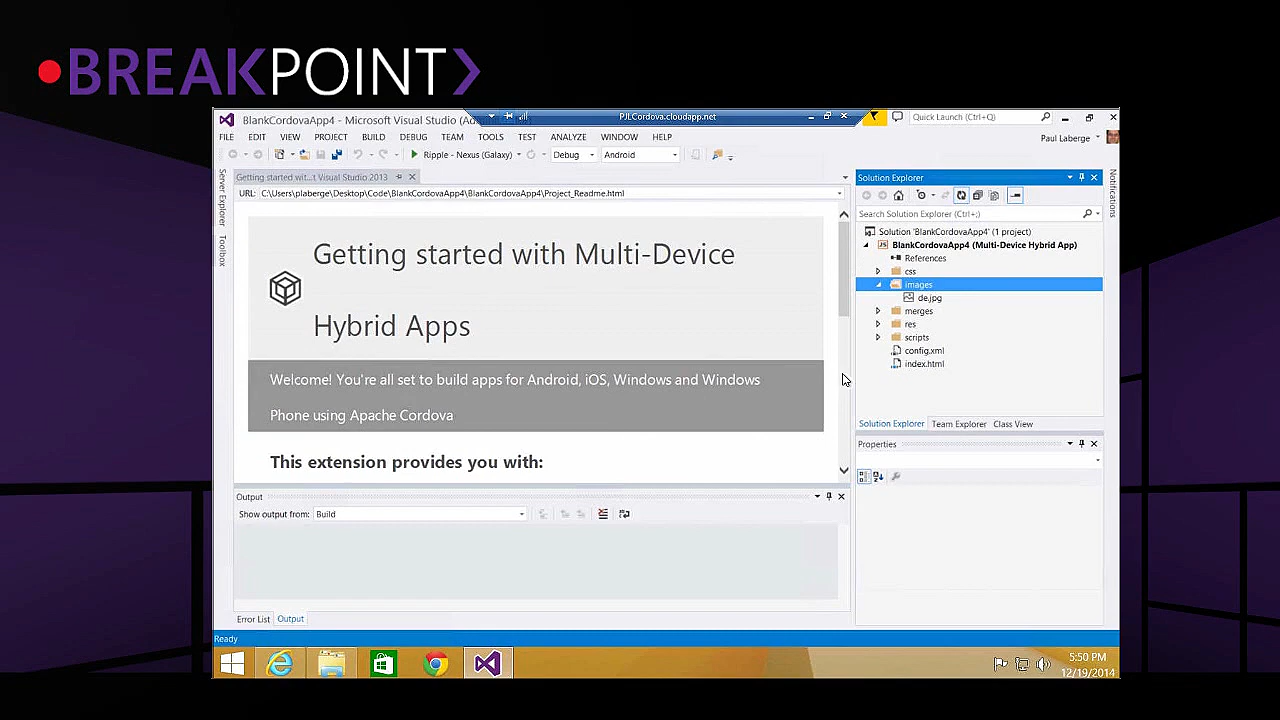 BREAKPOINT
BlankCordovaApp4 - Microsoft Visual Studio (Ad
PJLCordova.cloudapp.net
Quick Launch (Ctrl+Q)
FILE EDIT VIEW PROJECT BUILD DEBUG TEAM TOOLS TEST ANALYZE WINDOW HELP
Paul Laberge
Ripple - Nexus (Galaxy) Debug Android
Server Explorer
Toolbox
Getting started wit...t Visual Studio 2013
URL: C:\Users\plaberge\Desktop\Code\BlankCordovaApp4\BlankCordovaApp4\Project_Readme.html
Getting started with Multi-Device
Hybrid Apps
Welcome! You're all set to build apps for Android, iOS, Windows and Windows
Phone using Apache Cordova
This extension provides you with:
Output
Show output from: Build
Error List Output
Ready
Solution Explorer
Search Solution Explorer (Ctrl+;)
Solution 'BlankCordovaApp4' (1 project)
BlankCordovaApp4 (Multi-Device Hybrid App)
References
css
images
de.jpg
merges
res
scripts
config.xml
index.html
Solution Explorer Team Explorer Class View
Properties
Notifications
5:50 PM
12/19/2014